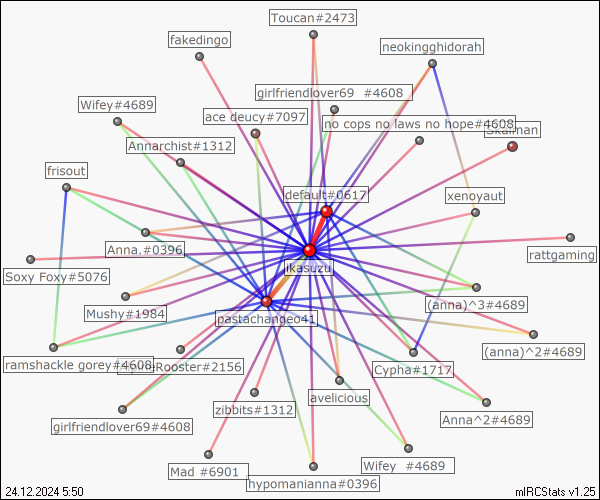 Toucan#2473
fakedingo
neokingghidorah
girlfriendlover69 #4608
Wifey#4689
ace deucy#7097
no cops no laws no hope#4608
Skaiman
Annarchist#1312
frisout
default#0617
xenoyaut
Anna.#0396
rattgaming
ikasuzu
Soxy Foxy#5076
Mushy#1984
(anna)^3#4689
pastachangeo41
(anna)^2#4689
ramshackle gorey#4608
Rooster#2156
Cypha#1717
avelicious
zibbits#1312
Anna^2#4689
girlfriendlover69#4608
Mad #6901
Wifey #4689
hypomanianna#0396
24.12.2024 5:50
mIRCStats v1.25